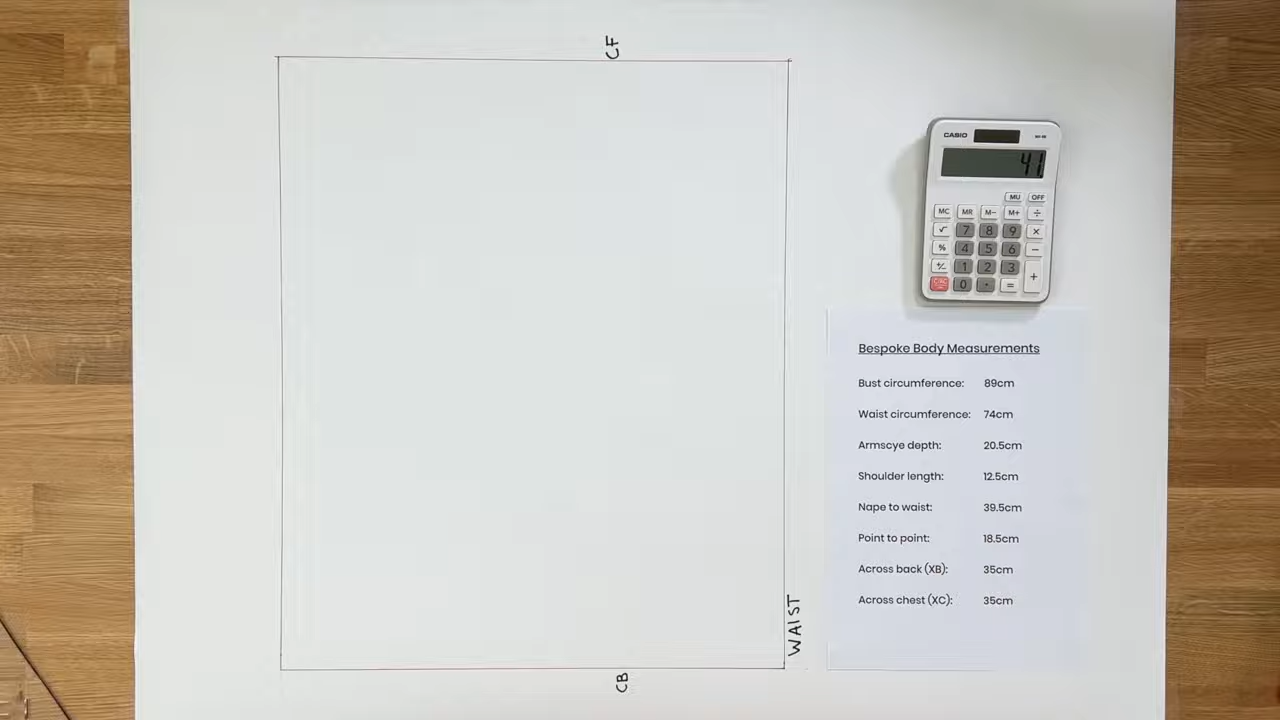 CF
CASIO
41
MU OFF
MC MR M− M+ ÷
√ 7 8 9 ×
% 4 5 6 −
+/− 1 2 3 +
0 · =
Bespoke Body Measurements
Bust circumference: 89cm
Waist circumference: 74cm
Armscye depth: 20.5cm
Shoulder length: 12.5cm
Nape to waist: 39.5cm
Point to point: 18.5cm
Across back (XB): 35cm
Across chest (XC): 35cm
WAIST
CB